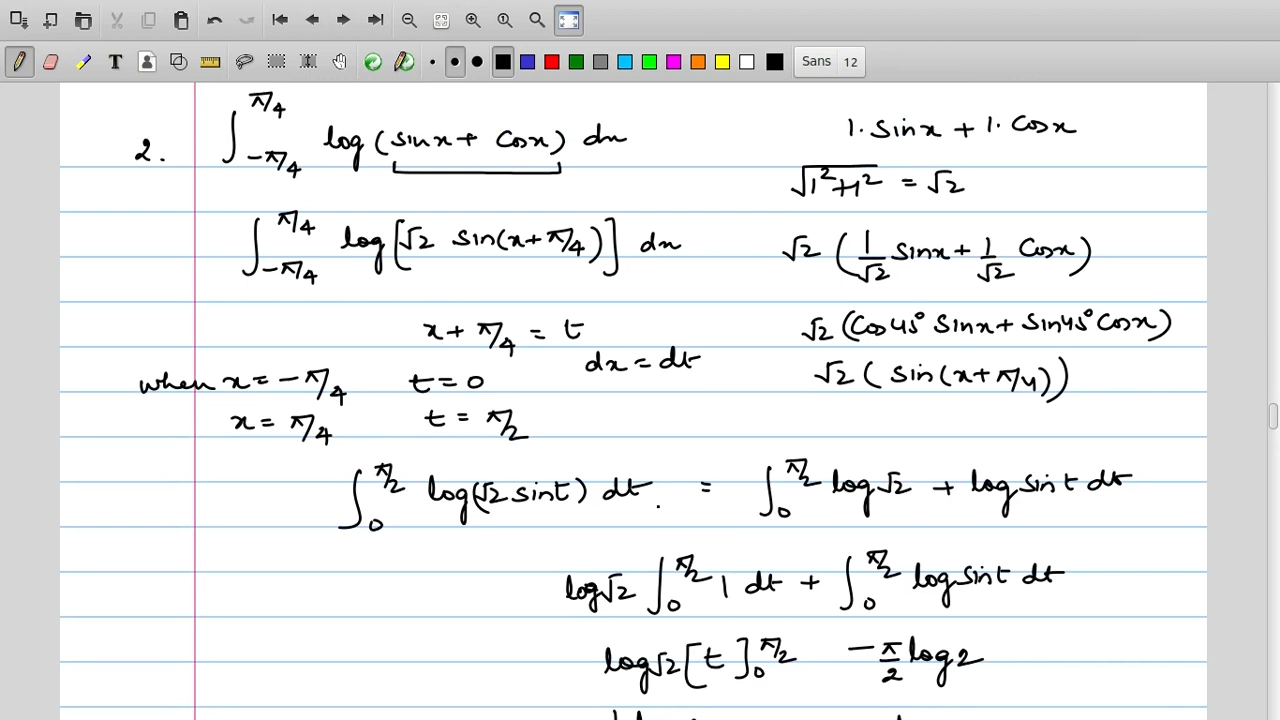 Sans 12
2. ∫_{-π/4}^{π/4} log (sinx + cosx) dx
1. sinx + 1. cosx
√(1²+1²) = √2
∫_{-π/4}^{π/4} log[√2 sin(x+π/4)] dx
√2 (1/√2 sinx + 1/√2 cosx)
x + π/4 = t
dx = dt
√2 (cos45° sinx + sin45° cosx)
when x = -π/4 t = 0
√2 ( sin(x+π/4))
x = π/4 t = π/2
∫_0^{π/2} log(√2 sint) dt. = ∫_0^{π/2} log√2 + log sint dt
log√2 ∫_0^{π/2} 1 dt + ∫_0^{π/2} log sint dt
log√2 [t]_0^{π/2} - π/2 log2